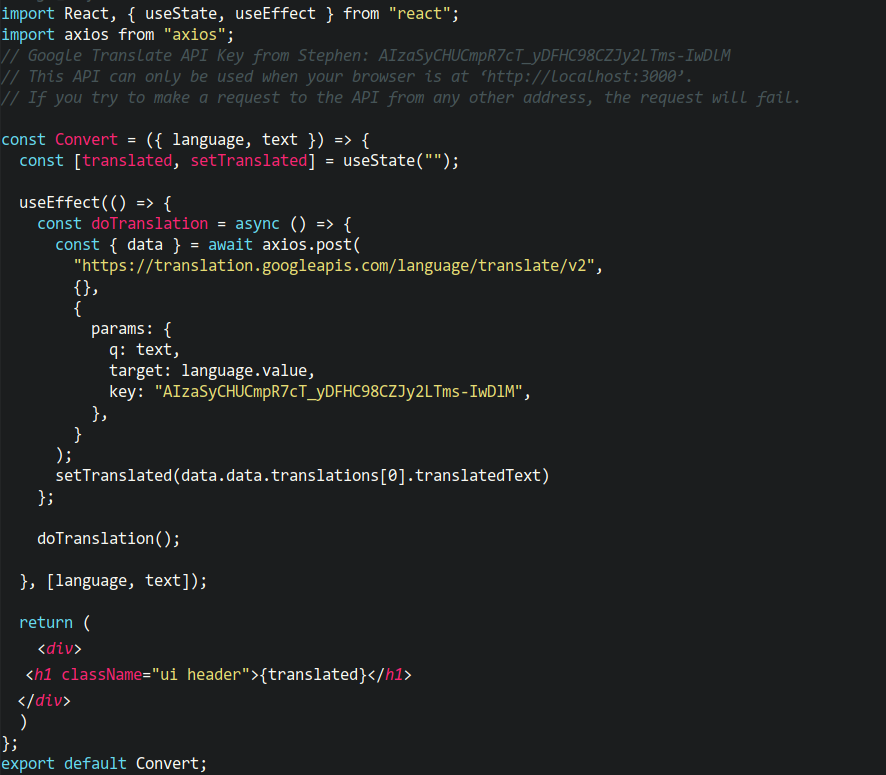 import React, { useState, useEffect } from "react";
import axios from "axios";
// Google Translate API Key from Stephen: AIzaSyCHUCmpR7cT_yDFHC98CZJy2LTms-IwDlM
// This API can only be used when your browser is at ‘http://localhost:3000’.
// If you try to make a request to the API from any other address, the request will fail.
const Convert = ({ language, text }) => {
const [translated, setTranslated] = useState("");
useEffect(() => {
const doTranslation = async () => {
const { data } = await axios.post(
"https://translation.googleapis.com/language/translate/v2",
{},
{
params: {
q: text,
target: language.value,
key: "AIzaSyCHUCmpR7cT_yDFHC98CZJy2LTms-IwDlM",
},
}
);
setTranslated(data.data.translations[0].translatedText)
};
doTranslation();
}, [language, text]);
return (
<div>
<h1 className="ui header">{translated}</h1>
</div>
)
};
export default Convert;